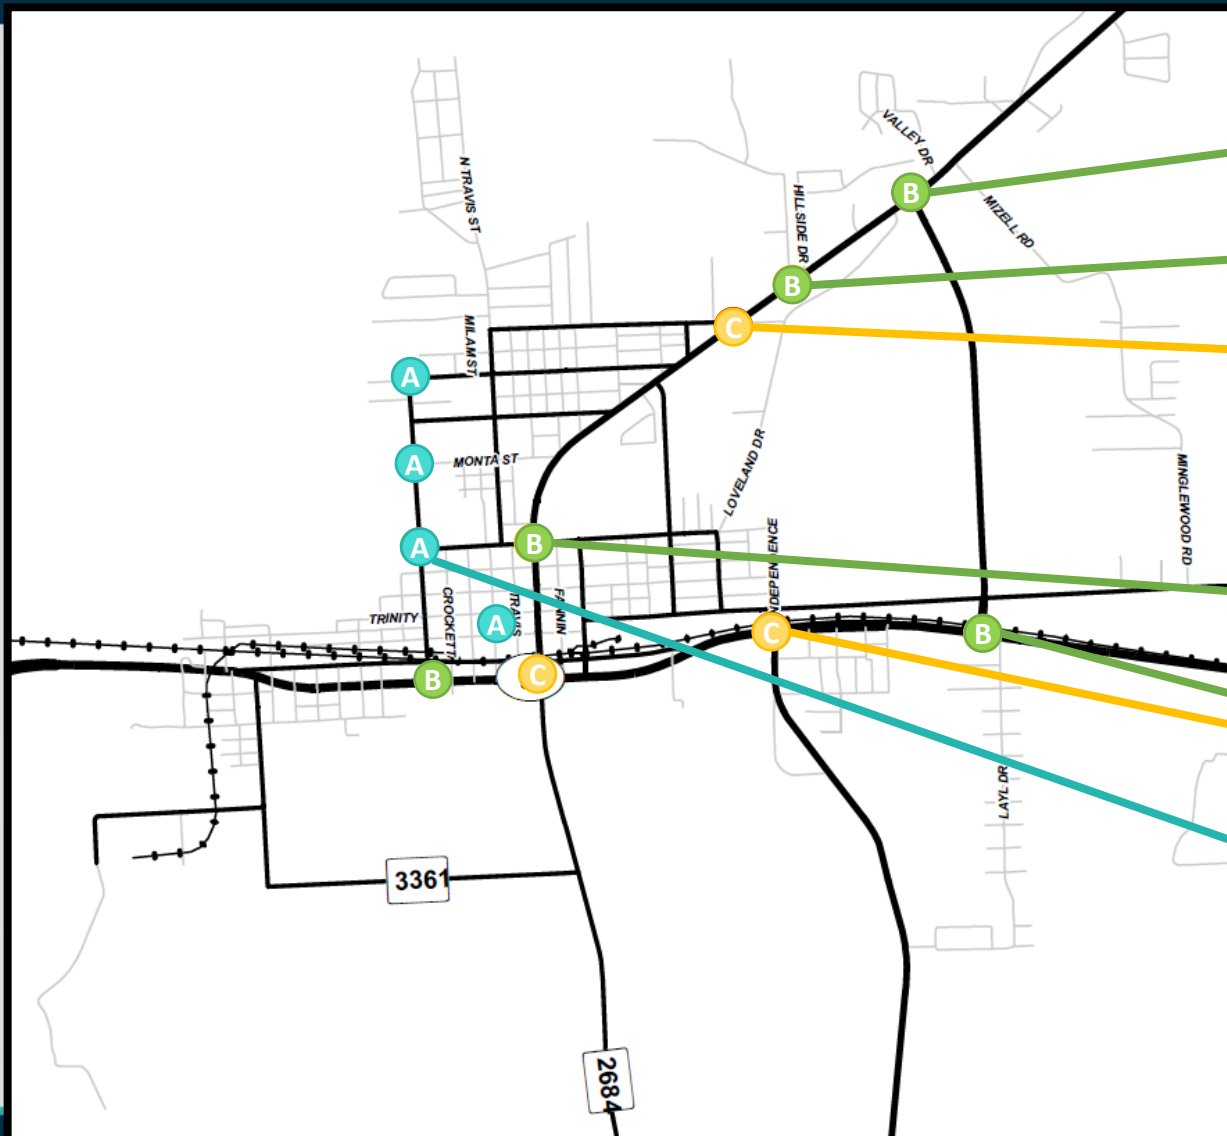 VALLEY DR
B
N TRAVIS ST
HILLSIDE DR
MIZELL RD
B
C
MILAM ST
A
A
MONTA ST
LOVELAND DR
MINGLEWOOD RD
A
B
CROCKETT
TRAVIS
FANNIN
INDEPENDENCE
TRINITY
A
C
B
B
C
LAYL DR
3361
2684